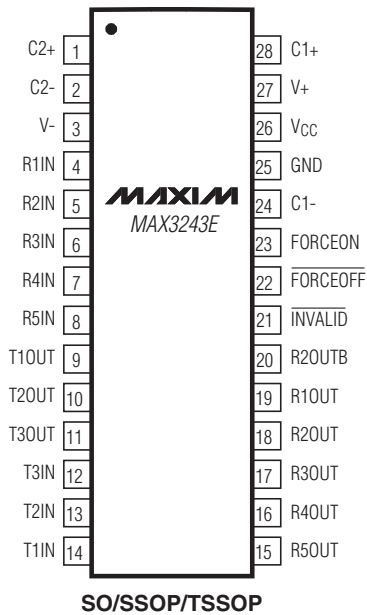 C2+ 1 28 C1+
C2- 2 27 V+
V- 3 26 VCC
R1IN 4 25 GND
R2IN 5 MAXIM 24 C1-
R3IN 6 MAX3243E 23 FORCEON
R4IN 7 22 FORCEOFF
R5IN 8 21 INVALID
T1OUT 9 20 R2OUTB
T2OUT 10 19 R1OUT
T3OUT 11 18 R2OUT
T3IN 12 17 R3OUT
T2IN 13 16 R4OUT
T1IN 14 15 R5OUT
SO/SSOP/TSSOP